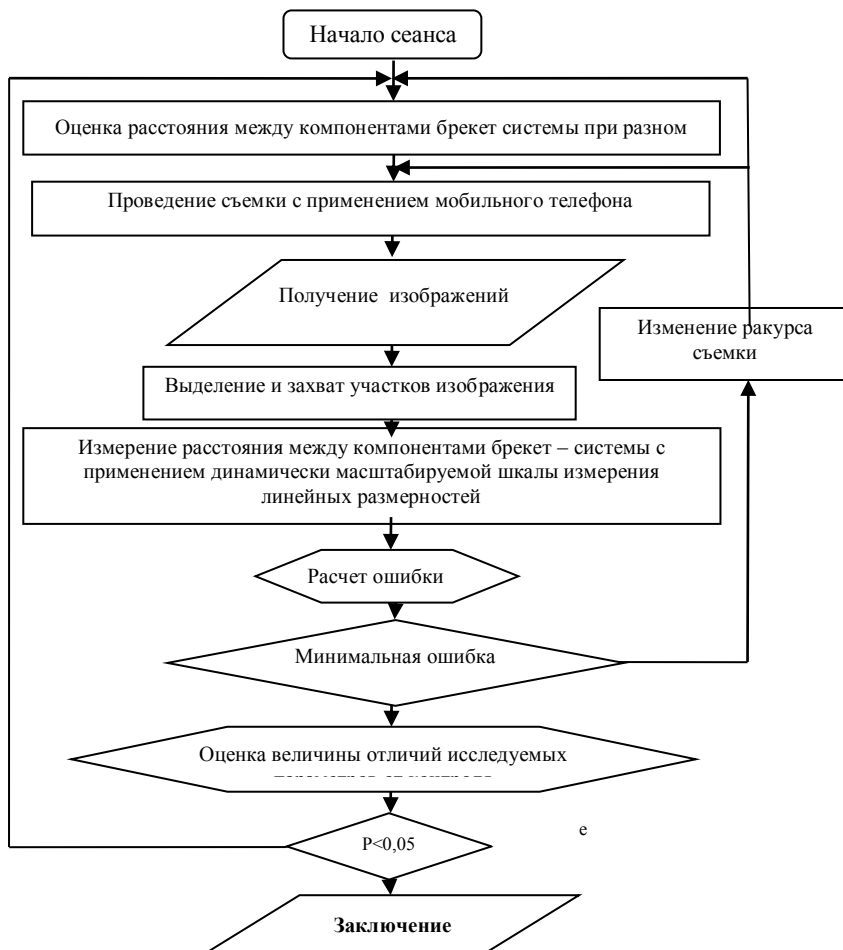 Начало сеанса
Оценка расстояния между компонентами брекет системы при разном
Проведение съемки с применением мобильного телефона
Получение изображений
Изменение ракурса
съемки
Выделение и захват участков изображения
Измерение расстояния между компонентами брекет – системы с
применением динамически масштабируемой шкалы измерения
линейных размерностей
Расчет ошибки
Минимальная ошибка
Оценка величины отличий исследуемых
е
Р<0,05
Заключение